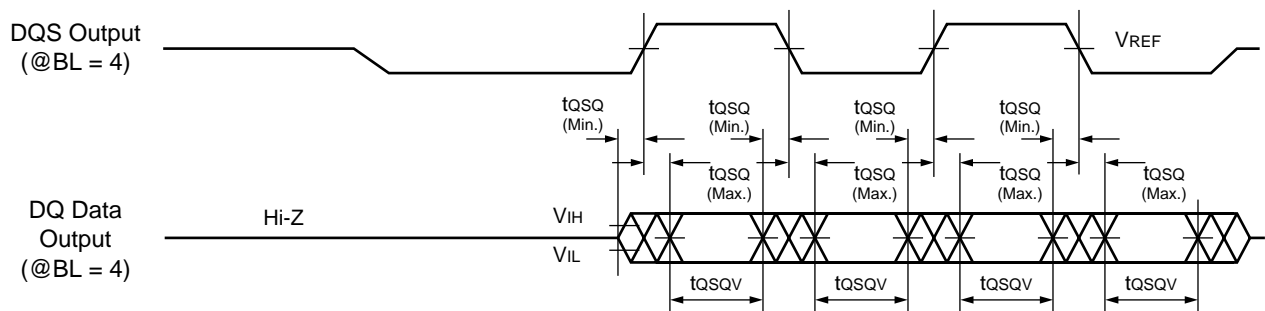 DQS Output
(@BL = 4)
VREF
tQSQ
(Min.)
tQSQ
(Min.)
tQSQ
(Min.)
tQSQ
(Min.)
tQSQ
(Max.)
tQSQ
(Max.)
tQSQ
(Max.)
tQSQ
(Max.)
DQ Data
Output
(@BL = 4)
Hi-Z
VIH
VIL
tQSQV
tQSQV
tQSQV
tQSQV